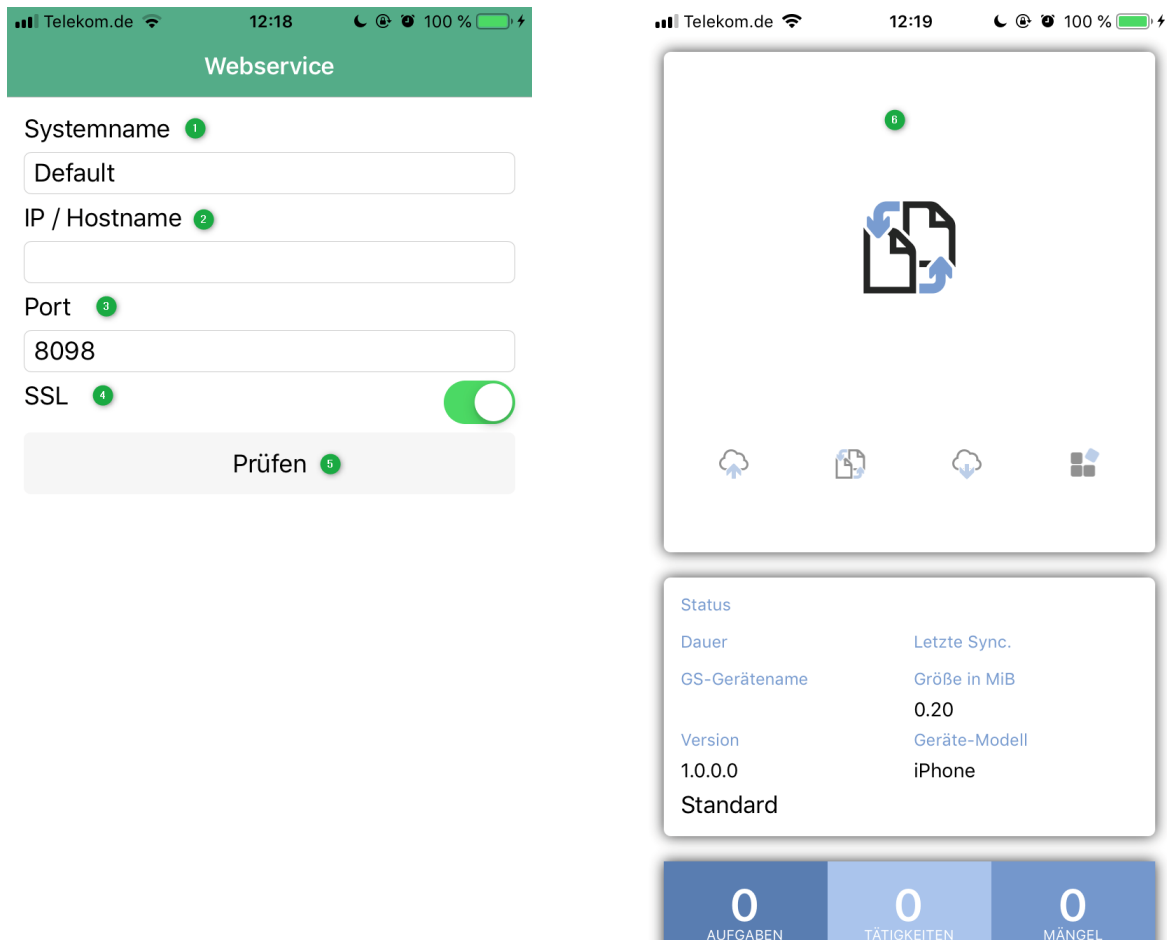 Telekom.de 12:18 100 %
Webservice
Systemname 1
Default
IP / Hostname 2
Port 3
8098
SSL 4
Prüfen 5
Telekom.de 12:19 100 %
6
Status
Dauer Letzte Sync.
GS-Gerätename Größe in MiB
0.20
Version Geräte-Modell
1.0.0.0 iPhone
Standard
0 0 0
AUFGABEN TÄTIGKEITEN MÄNGEL